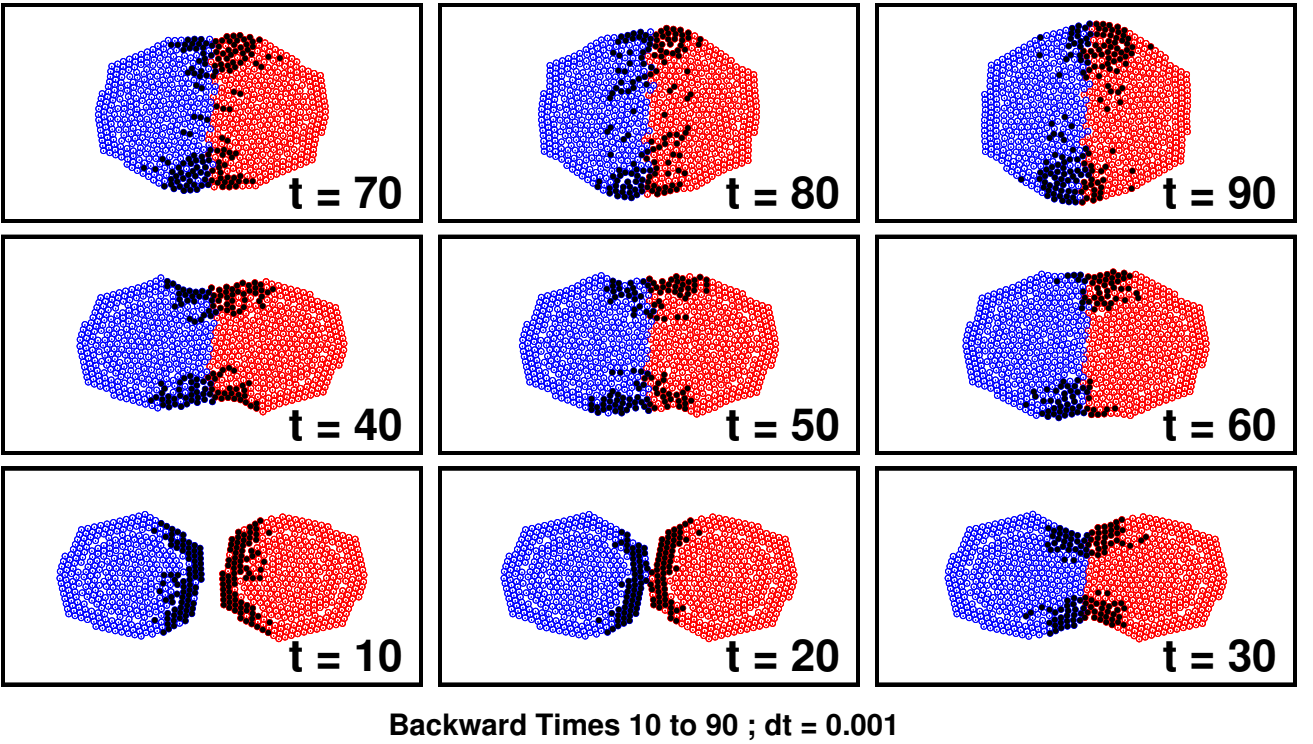 t = 70
t = 80
t = 90
t = 40
t = 50
t = 60
t = 10
t = 20
t = 30
Backward Times 10 to 90 ; dt = 0.001